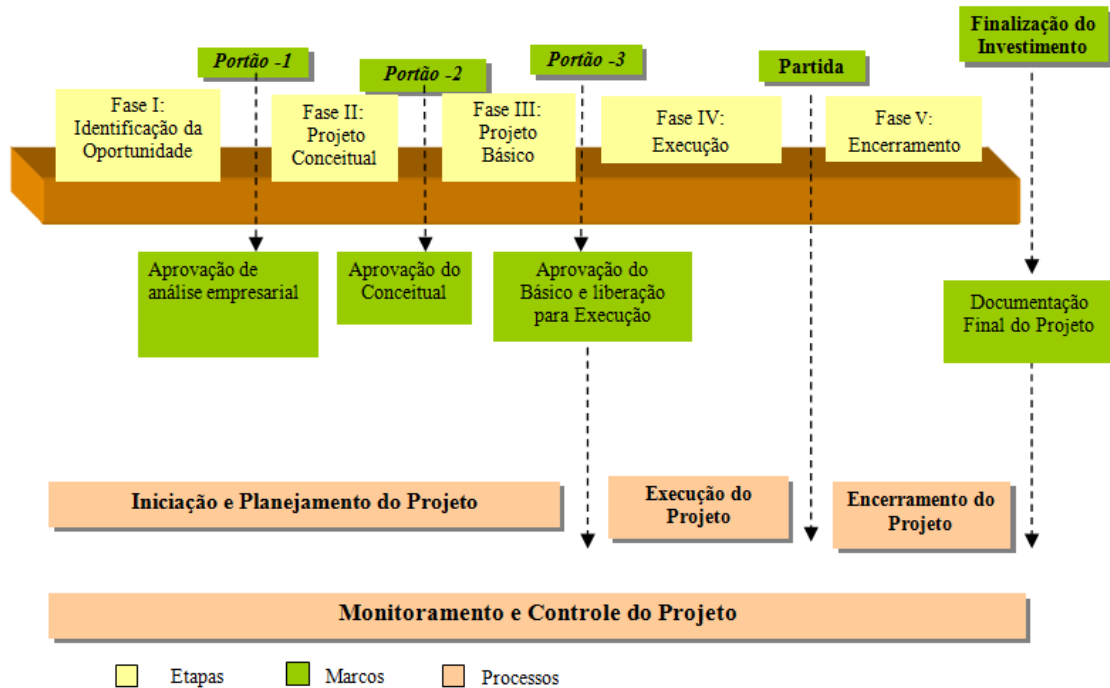 Finalização do
Investimento
Portão -1
Portão -2
Portão -3
Partida
Fase I:
Identificação da
Oportunidade
Fase II:
Projeto
Conceitual
Fase III:
Projeto
Básico
Fase IV:
Execução
Fase V:
Encerramento
Aprovação de
análise empresarial
Aprovação do
Conceitual
Aprovação do
Básico e liberação
para Execução
Documentação
Final do Projeto
Iniciação e Planejamento do Projeto
Execução do
Projeto
Encerramento do
Projeto
Monitoramento e Controle do Projeto
Etapas
Marcos
Processos